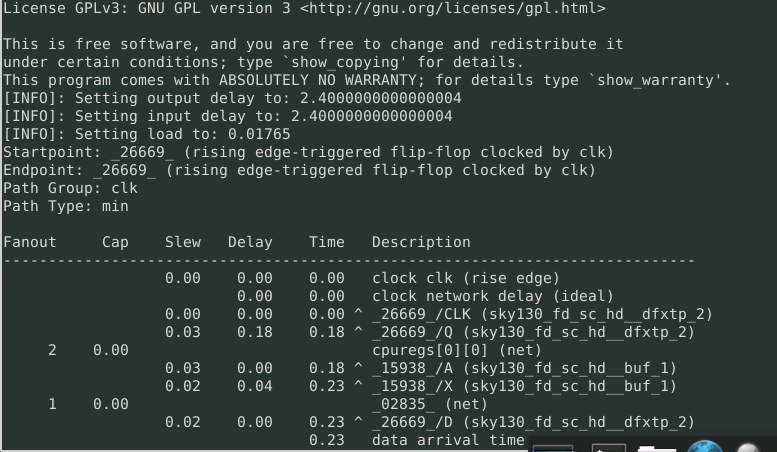 License GPLv3: GNU GPL version 3 <http://gnu.org/licenses/gpl.html>
This is free software, and you are free to change and redistribute it
under certain conditions; type `show_copying' for details.
This program comes with ABSOLUTELY NO WARRANTY; for details type `show_warranty'.
[INFO]: Setting output delay to: 2.4000000000000004
[INFO]: Setting input delay to: 2.4000000000000004
[INFO]: Setting load to: 0.01765
Startpoint: _26669_ (rising edge-triggered flip-flop clocked by clk)
Endpoint: _26669_ (rising edge-triggered flip-flop clocked by clk)
Path Group: clk
Path Type: min
Fanout     Cap    Slew   Delay    Time   Description
-----------------------------------------------------------------------------
                  0.00    0.00    0.00   clock clk (rise edge)
                          0.00    0.00   clock network delay (ideal)
                  0.00    0.00    0.00 ^ _26669_/CLK (sky130_fd_sc_hd__dfxtp_2)
                  0.03    0.18    0.18 ^ _26669_/Q (sky130_fd_sc_hd__dfxtp_2)
     2    0.00                           cpuregs[0][0] (net)
                  0.03    0.00    0.18 ^ _15938_/A (sky130_fd_sc_hd__buf_1)
                  0.02    0.04    0.23 ^ _15938_/X (sky130_fd_sc_hd__buf_1)
     1    0.00                           _02835_ (net)
                  0.02    0.00    0.23 ^ _26669_/D (sky130_fd_sc_hd__dfxtp_2)
                                  0.23   data arrival time